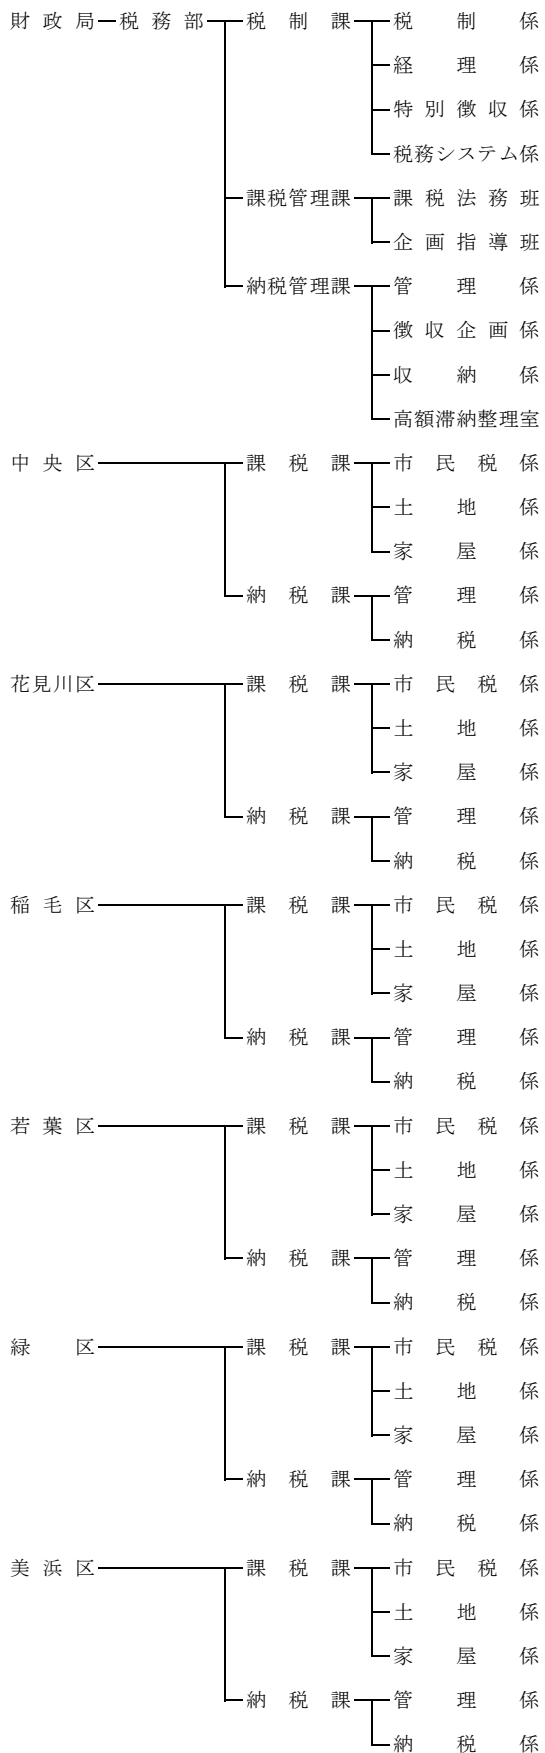 財政局 税務部 税制課 税制係
経理係
特別徴収係
税務システム係
課税管理課 課税法務班
企画指導班
納税管理課 管理係
徴収企画係
収納係
高額滞納整理室
中央区 課税課 市民税係
土地係
家屋係
納税課 管理係
納税係
花見川区 課税課 市民税係
土地係
家屋係
納税課 管理係
納税係
稲毛区 課税課 市民税係
土地係
家屋係
納税課 管理係
納税係
若葉区 課税課 市民税係
土地係
家屋係
納税課 管理係
納税係
緑区 課税課 市民税係
土地係
家屋係
納税課 管理係
納税係
美浜区 課税課 市民税係
土地係
家屋係
納税課 管理係
納税係